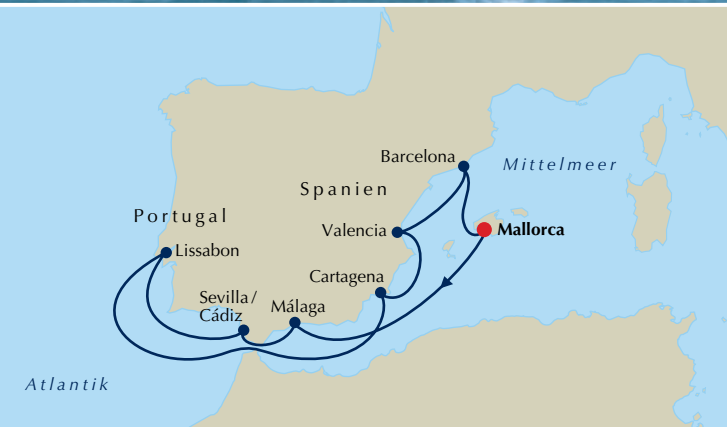 Barcelona
Mittelmeer
Spanien
Portugal
Valencia
Mallorca
Lissabon
Cartagena
Sevilla/
Cádiz
Málaga
Atlantik